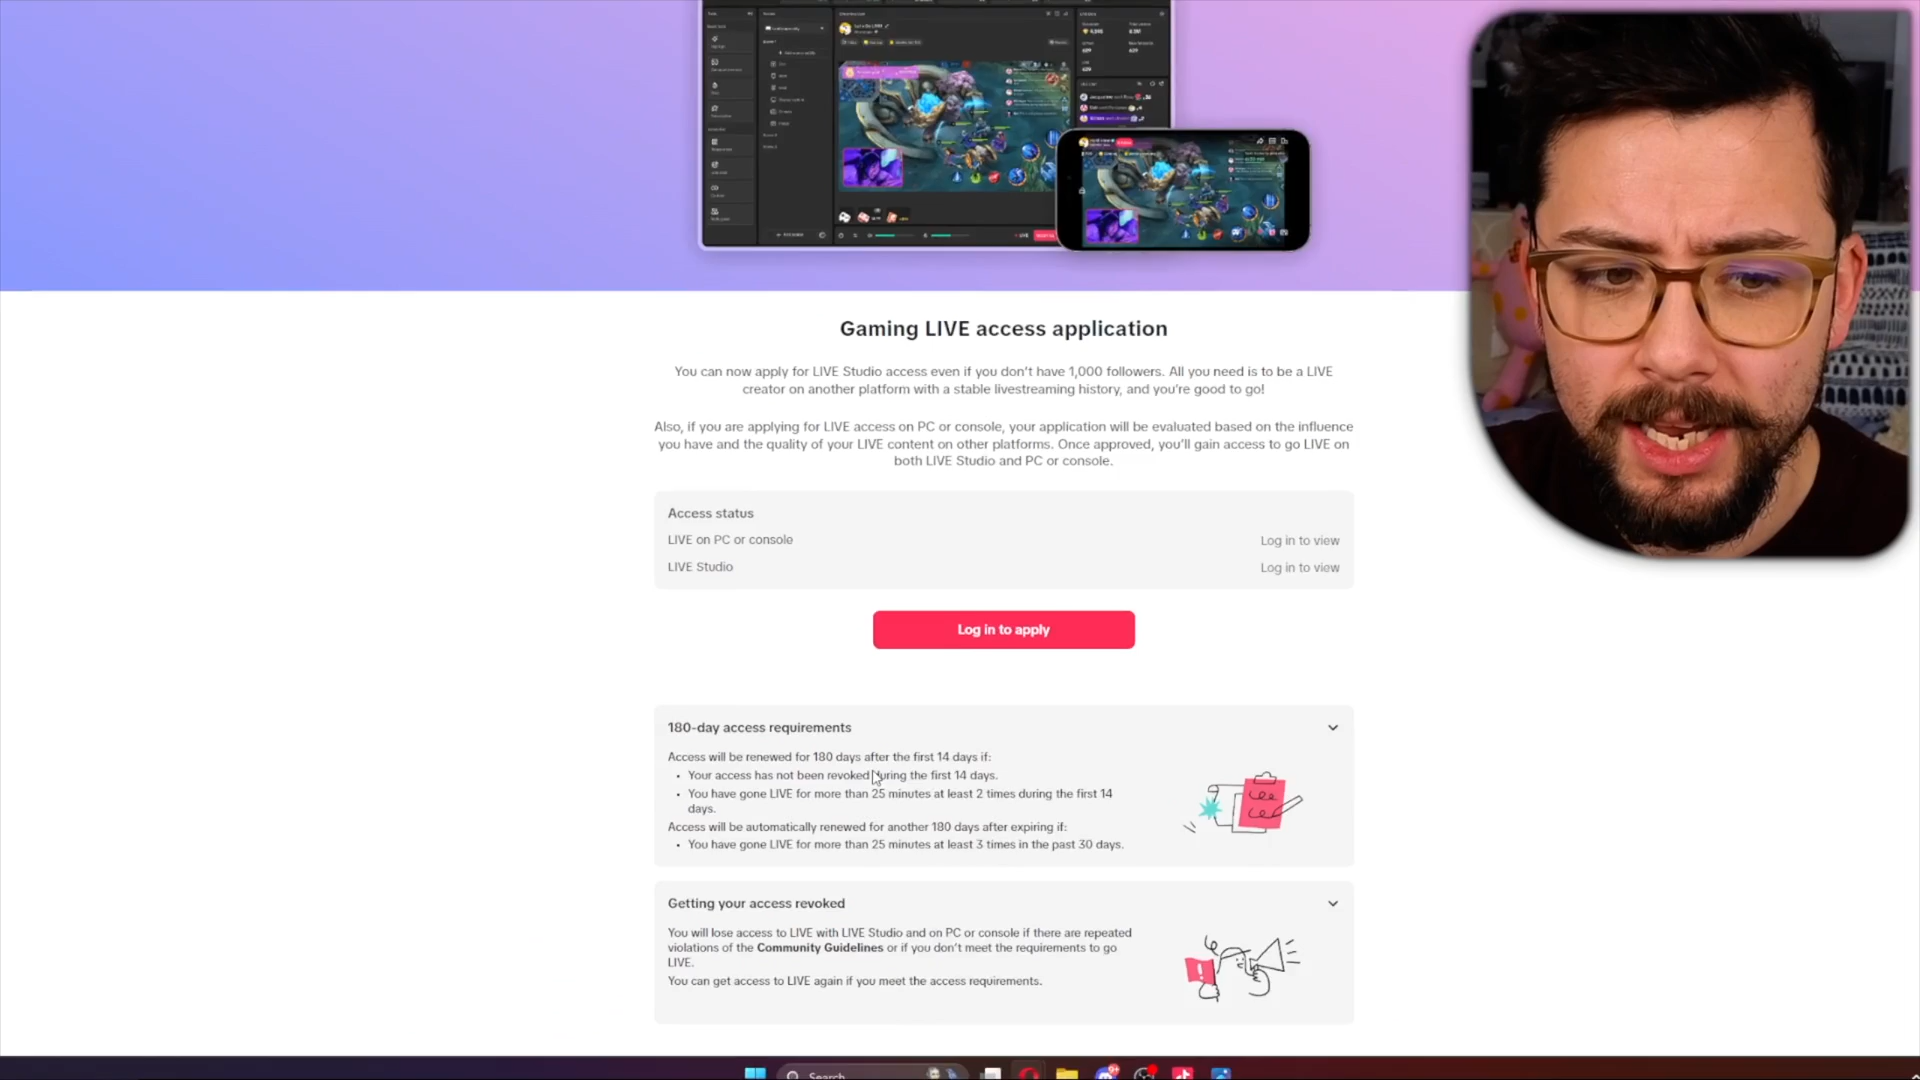 Gaming LIVE access application
You can now apply for LIVE Studio access even if you don't have 1,000 followers. All you need is to be a LIVE
creator on another platform with a stable livestreaming history, and you're good to go!
Also, if you are applying for LIVE access on PC or console, your application will be evaluated based on the influence
you have and the quality of your LIVE content on other platforms. Once approved, you'll gain access to go LIVE on
both LIVE Studio and PC or console.
Access status
LIVE on PC or console Log in to view
LIVE Studio Log in to view
Log in to apply
180-day access requirements
Access will be renewed for 180 days after the first 14 days if:
• Your access has not been revoked during the first 14 days.
• You have gone LIVE for more than 25 minutes at least 2 times during the first 14
days.
Access will be automatically renewed for another 180 days after expiring if:
• You have gone LIVE for more than 25 minutes at least 3 times in the past 30 days.
Getting your access revoked
You will lose access to LIVE with LIVE Studio and on PC or console if there are repeated
violations of the Community Guidelines or if you don't meet the requirements to go
LIVE.
You can get access to LIVE again if you meet the access requirements.
Search